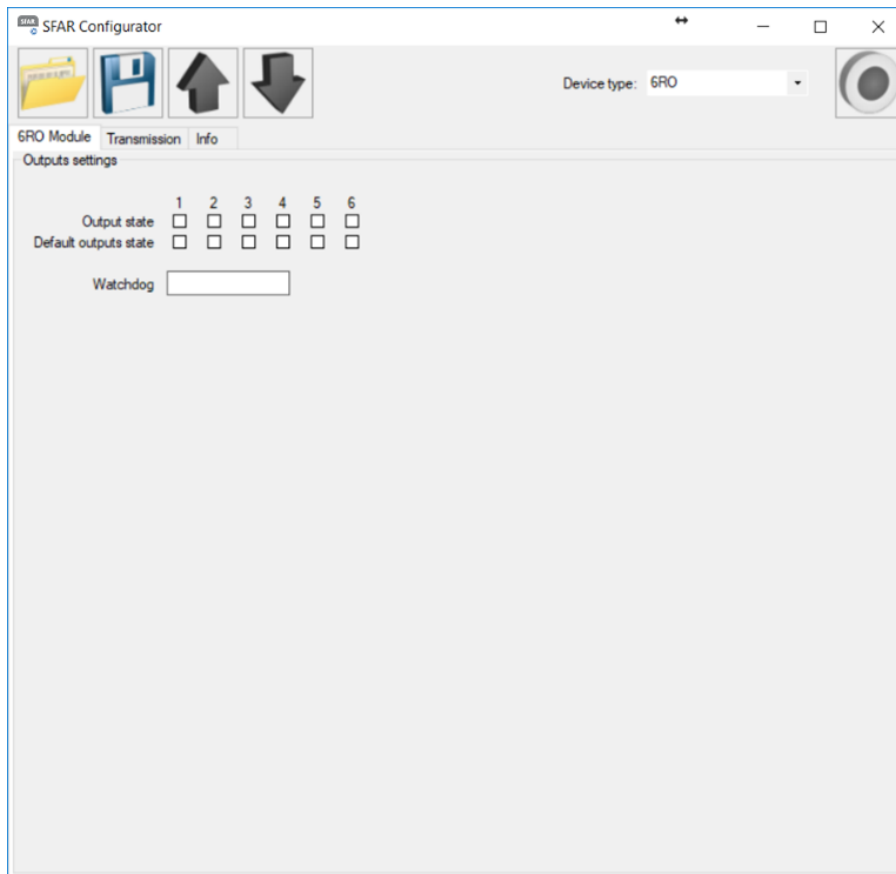 SFAR Configurator
Device type: 6RO
6RO Module Transmission Info
Outputs settings
1 2 3 4 5 6
Output state
Default outputs state
Watchdog